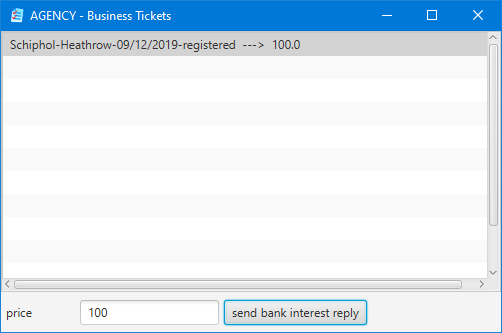 AGENCY - Business Tickets
Schiphol-Heathrow-09/12/2019-registered ---> 100.0
price 100 send bank interest reply